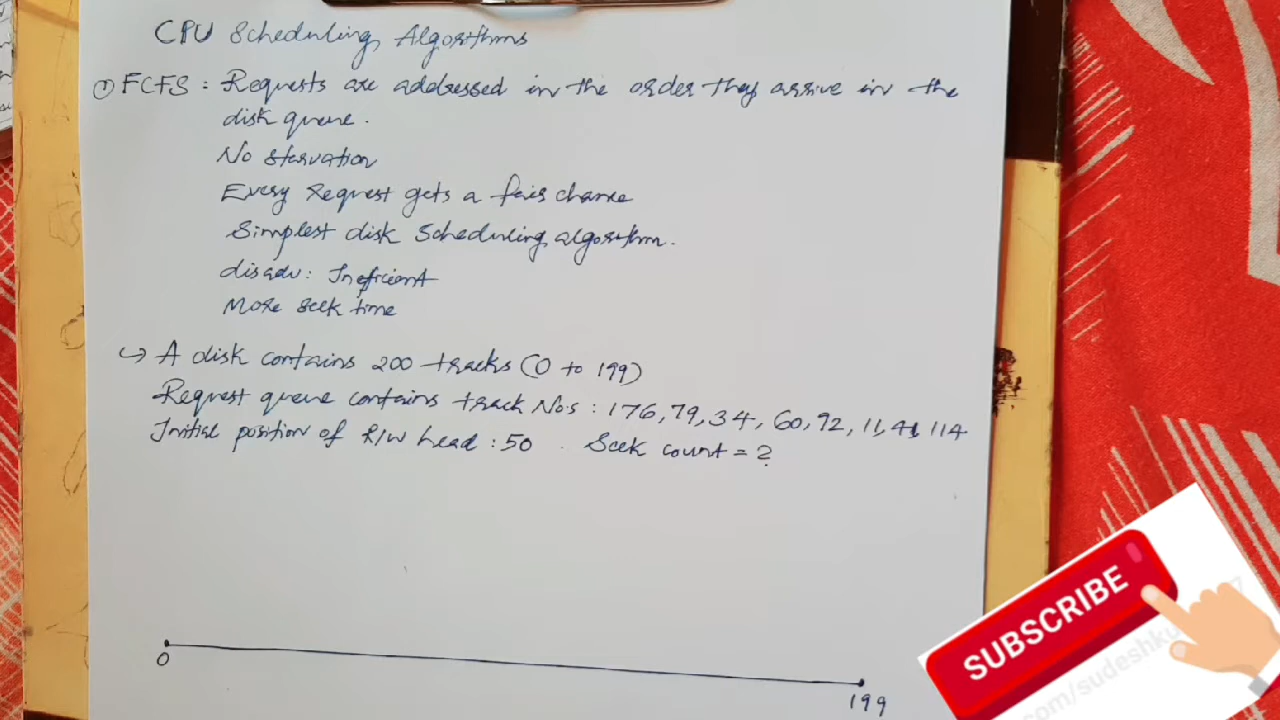 CPU Scheduling Algorithms
① FCFS : Requests are addressed in the order they arrive in the
disk queue.
No starvation
Every request gets a fair chance
Simplest disk scheduling algorithm.
disadv: Ineficient
More seek time
↳ A disk contains 200 tracks (0 to 199)
Request queue contains track No:s : 176, 79, 34, 60, 92, 11, 41, 114
Initial position of R/W head : 50 Seek count = ?
SUBSCRIBE
0
199